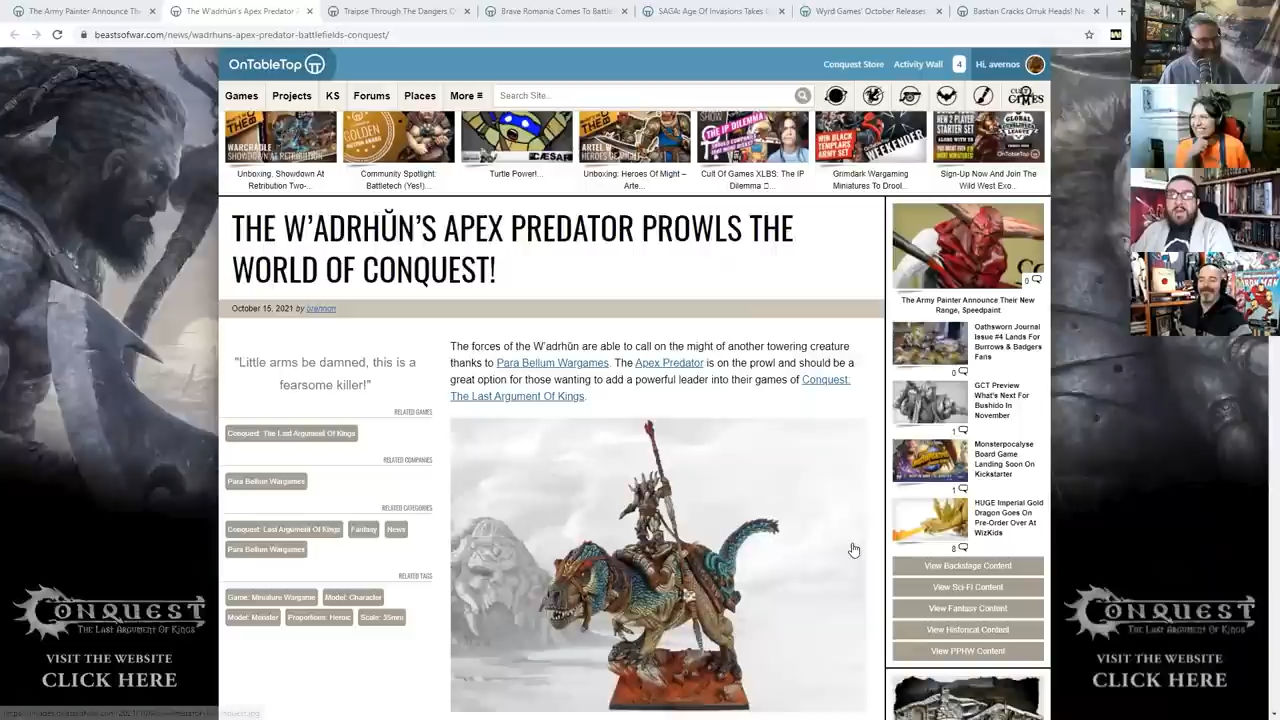 The Army Painter Announce The
The W'adrhŭn's Apex Predator
Traipse Through The Dangers O
Brave Romania Comes To Battle
SAGA: Age Of Invasions Takes
Wyrd Games' October Releases
Bastian Cracks Orruk Heads! Ne
beastsofwar.com/news/wadrhuns-apex-predator-battlefields-conquest/
OnTableTop
Conquest Store
Activity Wall
4
Hi, avernos
Games
Projects
KS
Forums
Places
More
Search Site...
Unboxing: Showdown At
Retribution Two-...
Community Spotlight:
Battletech (Yes!)...
Turtle Power!...
Unboxing: Heroes Of Might –
Arte...
Cult Of Games XLBS: The IP
Dilemma
Grimdark Wargaming
Miniatures To Drool...
Sign-Up Now And Join The
Wild West Exo...
THE W'ADRHŬN'S APEX PREDATOR PROWLS THE
WORLD OF CONQUEST!
October 15, 2021 by brennon
"Little arms be damned, this is a
fearsome killer!"
RELATED GAMES
Conquest: The Last Argument Of Kings
RELATED COMPANIES
Para Bellum Wargames
RELATED CATEGORIES
Conquest: Last Argument Of Kings
Fantasy
News
Para Bellum Wargames
RELATED TAGS
Game: Miniature Wargame
Model: Character
Model: Monster
Proportions: Heroic
Scale: 35mm
The forces of the W'adrhŭn are able to call on the might of another towering creature
thanks to Para Bellum Wargames. The Apex Predator is on the prowl and should be a
great option for those wanting to add a powerful leader into their games of Conquest:
The Last Argument Of Kings.
0
The Army Painter Announce Their New
Range, Speedpaint
Oathsworn Journal
Issue #4 Lands For
Burrows & Badgers
Fans
0
GCT Preview
What's Next For
Bushido In
November
1
Monsterpocalypse
Board Game
Landing Soon On
Kickstarter
1
HUGE Imperial Gold
Dragon Goes On
Pre-Order Over At
WizKids
8
View Backstage Content
View Sci-Fi Content
View Fantasy Content
View Historical Content
View PPHW Content
CONQUEST
THE LAST ARGUMENT OF KINGS
VISIT THE WEBSITE
CLICK HERE
CONQUEST
THE LAST ARGUMENT OF KINGS
VISIT THE WEBSITE
CLICK HERE